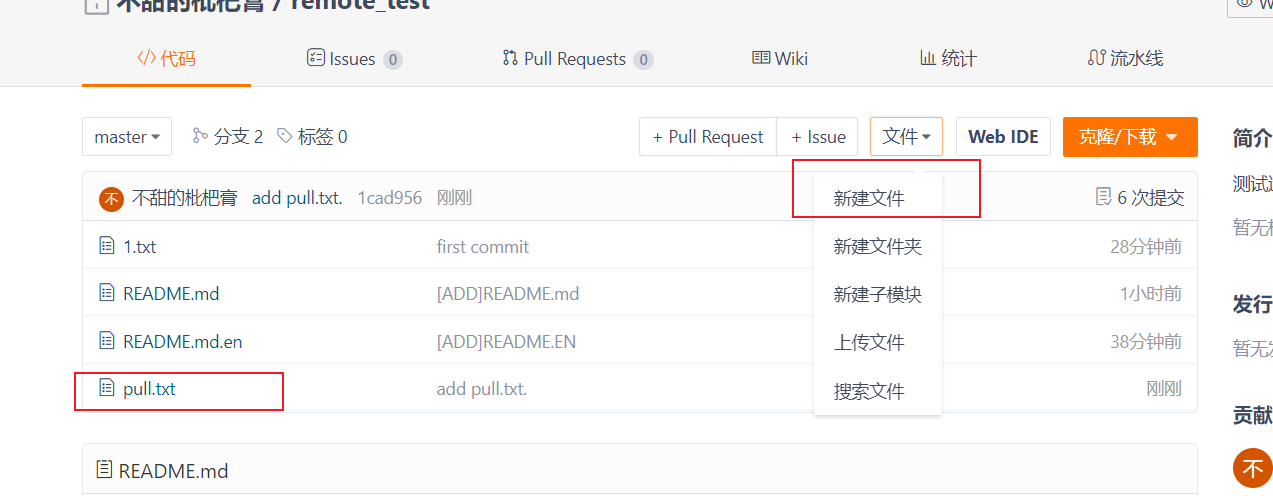 不甜的枇杷膏 / remote_test
代码 Issues 0 Pull Requests 0 Wiki 统计 流水线
master 分支 2 标签 0 + Pull Request + Issue 文件 Web IDE 克隆/下载
简介
不 不甜的枇杷膏 add pull.txt. 1cad956 刚刚 新建文件 6 次提交
1.txt first commit 新建文件夹 28分钟前
暂无
README.md [ADD]README.md 新建子模块 1小时前
发行
README.md.en [ADD]README.EN 上传文件 38分钟前
暂无
pull.txt add pull.txt. 搜索文件 刚刚
贡献
README.md
不